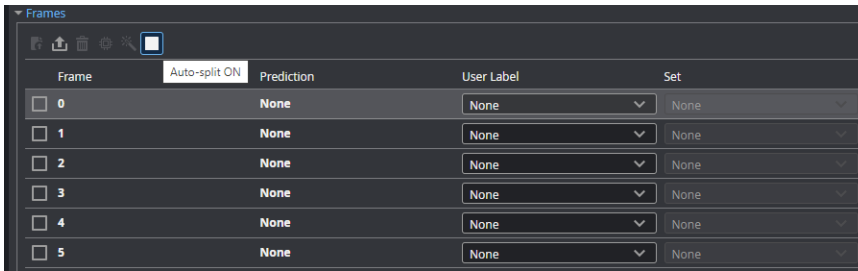 Frames
Auto-split ON
Frame Prediction User Label Set
0 None None None
1 None None None
2 None None None
3 None None None
4 None None None
5 None None None